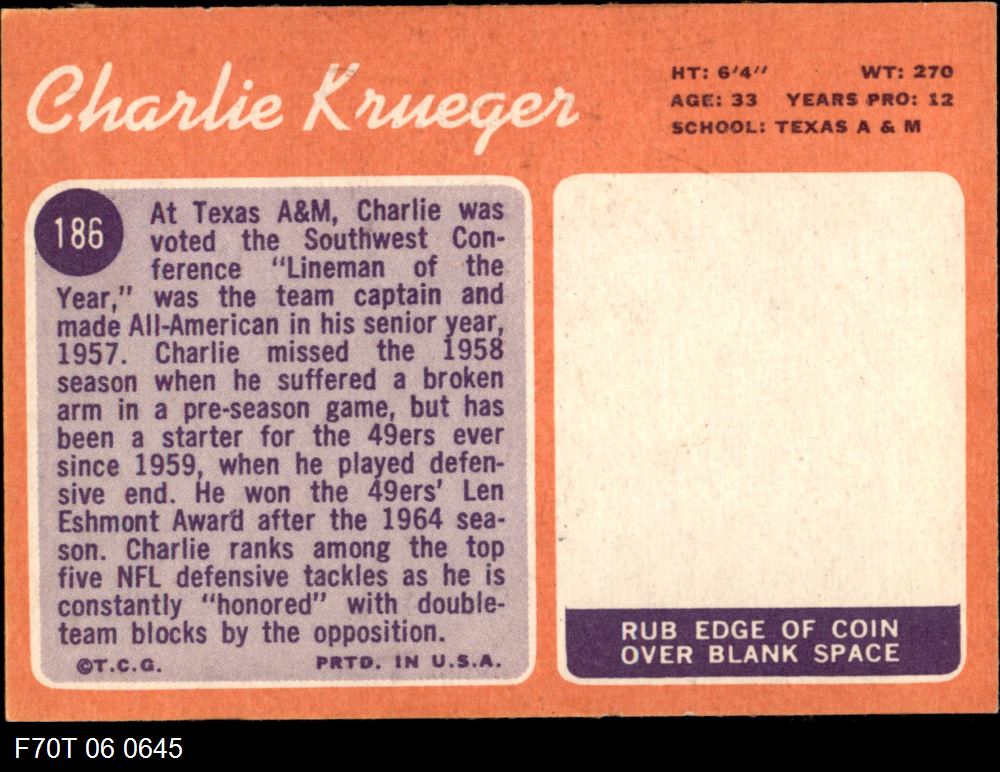 Charlie Krueger
HT: 6'4" WT: 270
AGE: 33 YEARS PRO: 12
SCHOOL: TEXAS A & M
186
At Texas A&M, Charlie was
voted the Southwest Con-
ference "Lineman of the
Year," was the team captain and
made All-American in his senior year,
1957. Charlie missed the 1958
season when he suffered a broken
arm in a pre-season game, but has
been a starter for the 49ers ever
since 1959, when he played defen-
sive end. He won the 49ers' Len
Eshmont Award after the 1964 sea-
son. Charlie ranks among the top
five NFL defensive tackles as he is
constantly "honored" with double-
team blocks by the opposition.
©T.C.G. PRTD. IN U.S.A.
RUB EDGE OF COIN
OVER BLANK SPACE
F70T 06 0645